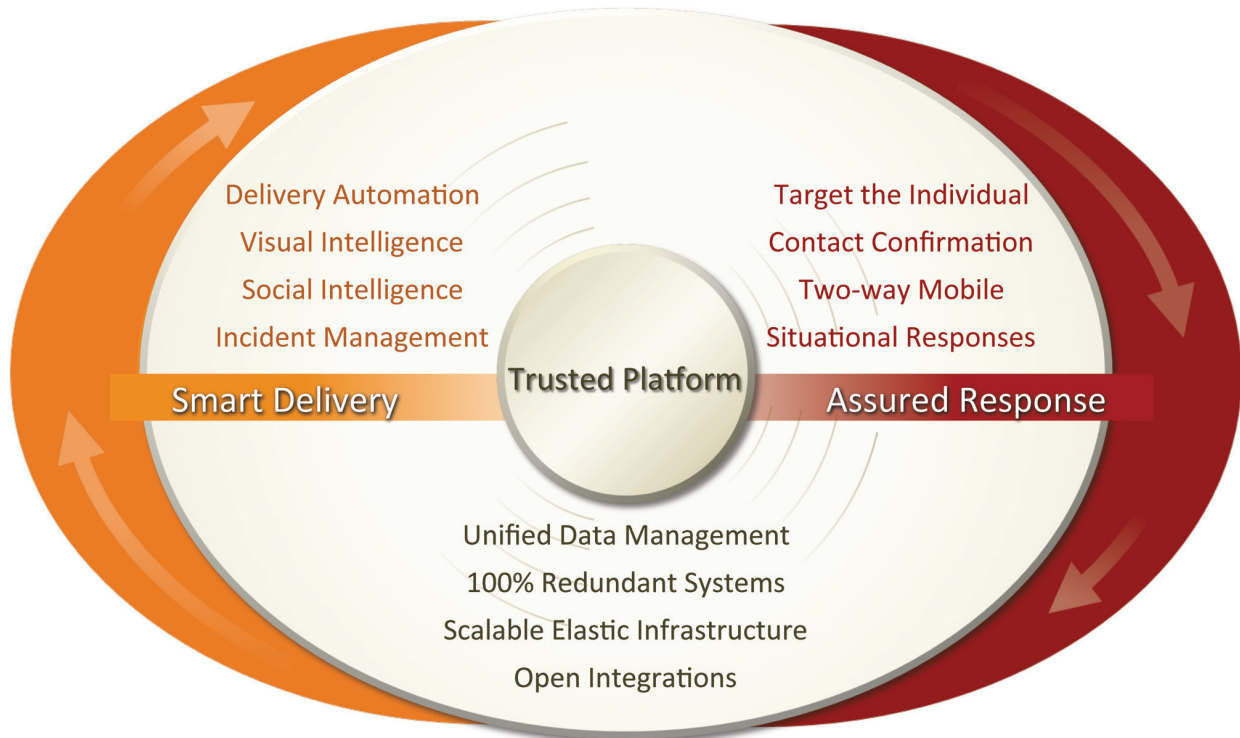 Delivery Automation
Visual Intelligence
Social Intelligence
Incident Management
Smart Delivery
Target the Individual
Contact Confirmation
Two-way Mobile
Situational Responses
Assured Response
Trusted Platform
Unified Data Management
100% Redundant Systems
Scalable Elastic Infrastructure
Open Integrations